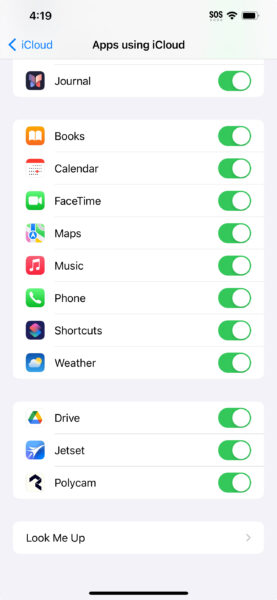 4:19 SOS
iCloud Apps using iCloud
Journal
Books
Calendar
FaceTime
Maps
Music
Phone
Shortcuts
Weather
Drive
Jetset
Polycam
Look Me Up